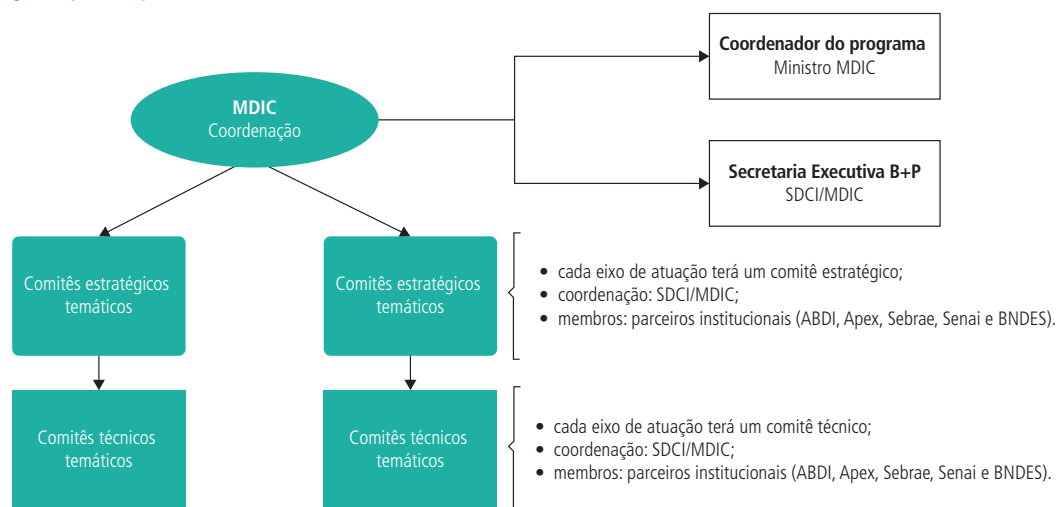 Coordenador do programa
Ministro MDIC
MDIC
Coordenação
Secretaria Executiva B+P
SDCI/MDIC
Comitês estratégicos
temáticos
Comitês estratégicos
temáticos
• cada eixo de atuação terá um comitê estratégico;
• coordenação: SDCI/MDIC;
• membros: parceiros institucionais (ABDI, Apex, Sebrae, Senai e BNDES).
Comitês técnicos
temáticos
Comitês técnicos
temáticos
• cada eixo de atuação terá um comitê técnico;
• coordenação: SDCI/MDIC;
• membros: parceiros institucionais (ABDI, Apex, Sebrae, Senai e BNDES).